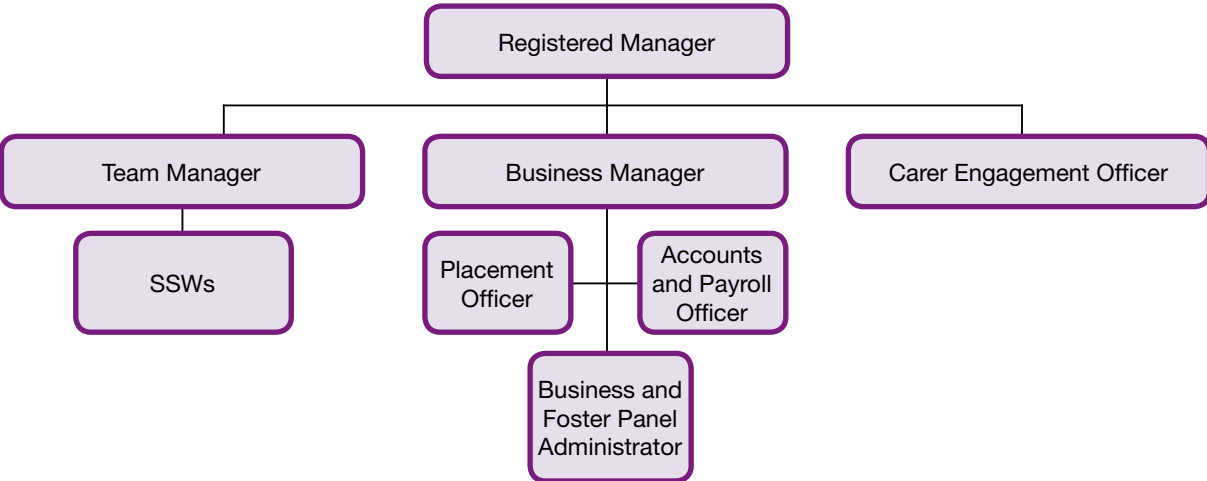 Registered Manager
Team Manager
Business Manager
Carer Engagement Officer
SSWs
Placement
Officer
Accounts
and Payroll
Officer
Business and
Foster Panel
Administrator